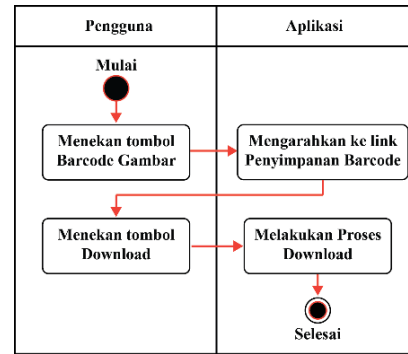 Pengguna
Aplikasi
Mulai
Menekan tombol
Barcode Gambar
Mengarahkan ke link
Penyimpanan Barcode
Menekan tombol
Download
Melakukan Proses
Download
Selesai